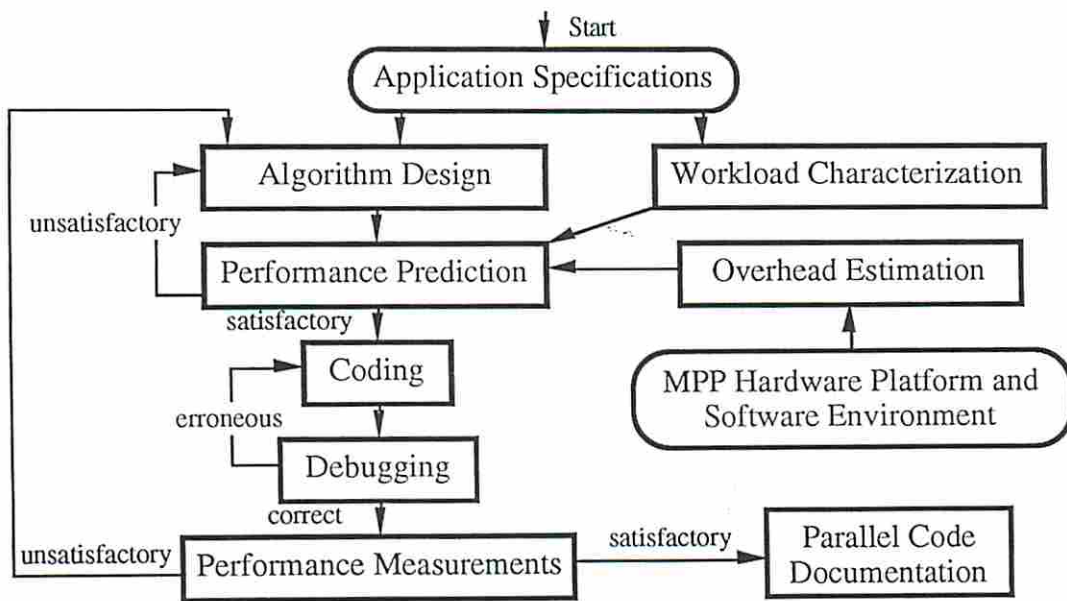 Start
Application Specifications
Algorithm Design
Workload Characterization
unsatisfactory
Performance Prediction
Overhead Estimation
satisfactory
Coding
MPP Hardware Platform and
Software Environment
erroneous
Debugging
correct
unsatisfactory
Performance Measurements
satisfactory
Parallel Code
Documentation